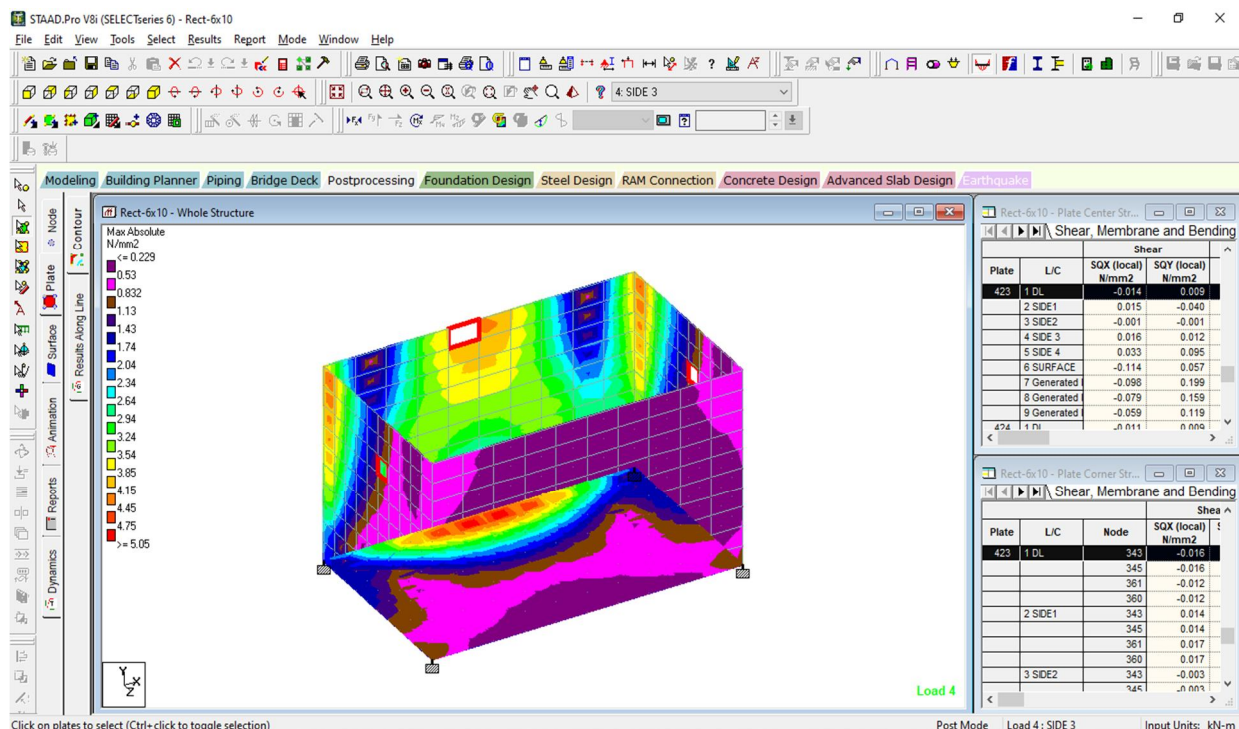 STAAD.Pro V8i (SELECTseries 6) - Rect-6x10
File Edit View Tools Select Results Report Mode Window Help
4: SIDE 3
Modeling Building Planner Piping Bridge Deck Postprocessing Foundation Design Steel Design RAM Connection Concrete Design Advanced Slab Design Earthquake
Node
Plate
Surface
Animation
Reports
Dynamics
Contour
Results Along Line
Rect-6x10 - Whole Structure
Max Absolute
N/mm2
<= 0.229
0.53
0.832
1.13
1.43
1.74
2.04
2.34
2.64
2.94
3.24
3.54
3.85
4.15
4.45
4.75
>= 5.05
Y
X
Z
Load 4
Rect-6x10 - Plate Center Str...
Shear, Membrane and Bending
Shear
Plate L/C SQX (local) N/mm2 SQY (local) N/mm2
423 1 DL -0.014 0.009
2 SIDE1 0.015 -0.040
3 SIDE2 -0.001 -0.001
4 SIDE 3 0.016 0.012
5 SIDE 4 0.033 0.095
6 SURFACE -0.114 0.057
7 Generated -0.098 0.199
8 Generated -0.079 0.159
9 Generated -0.059 0.119
424 1 DL -0.011 0.009
Rect-6x10 - Plate Corner Str...
Shear, Membrane and Bending
Shea
Plate L/C Node SQX (local) N/mm2
423 1 DL 343 -0.016
345 -0.016
361 -0.012
360 -0.012
2 SIDE1 343 0.014
345 0.014
361 0.017
360 0.017
3 SIDE2 343 -0.003
345 -0.003
Click on plates to select (Ctrl+click to toggle selection)
Post Mode Load 4 : SIDE 3 Input Units: kN-m